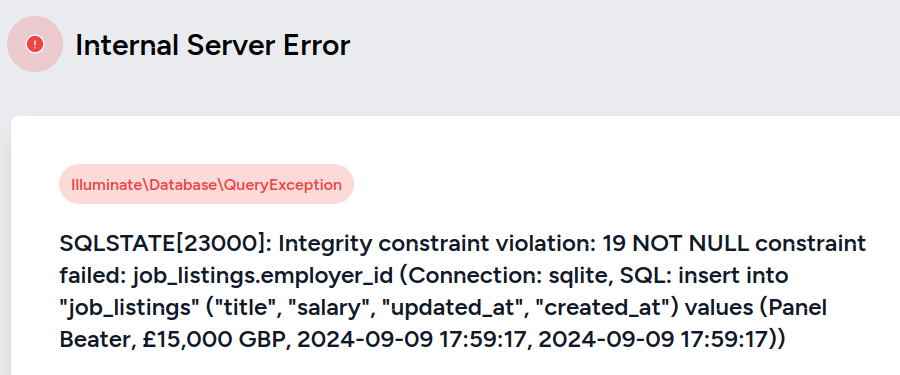 Internal Server Error
Illuminate\Database\QueryException
SQLSTATE[23000]: Integrity constraint violation: 19 NOT NULL constraint
failed: job_listings.employer_id (Connection: sqlite, SQL: insert into
"job_listings" ("title", "salary", "updated_at", "created_at") values (Panel
Beater, £15,000 GBP, 2024-09-09 17:59:17, 2024-09-09 17:59:17))